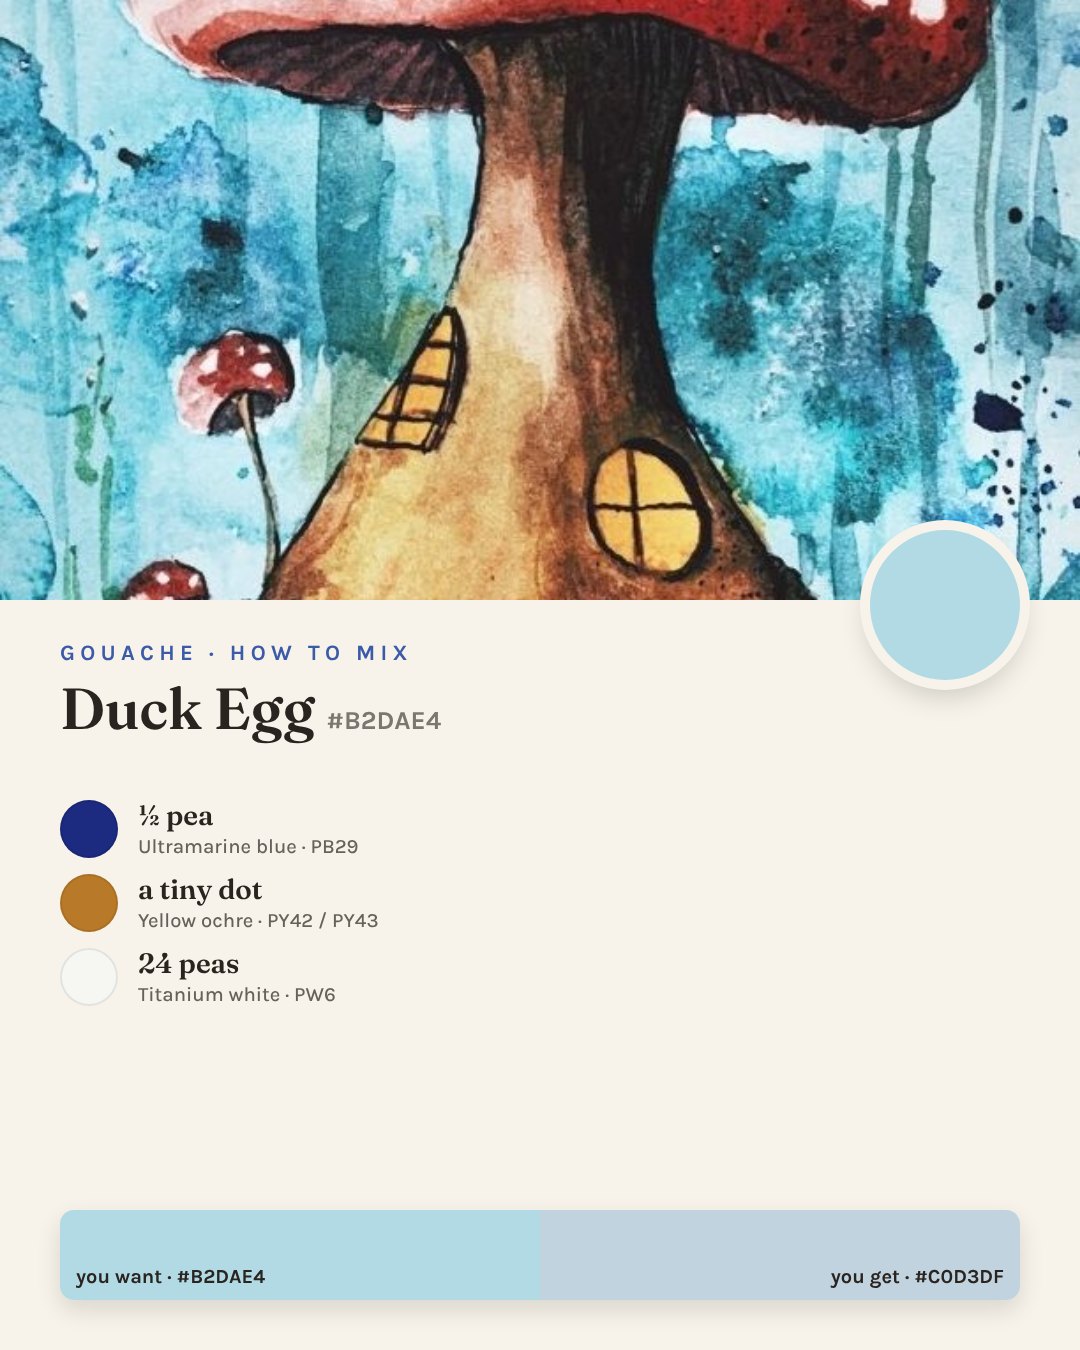 GOUACHE · HOW TO MIX
Duck Egg #B2DAE4
½ pea
Ultramarine blue · PB29
a tiny dot
Yellow ochre · PY42 / PY43
24 peas
Titanium white · PW6
you want · #B2DAE4
you get · #C0D3DF